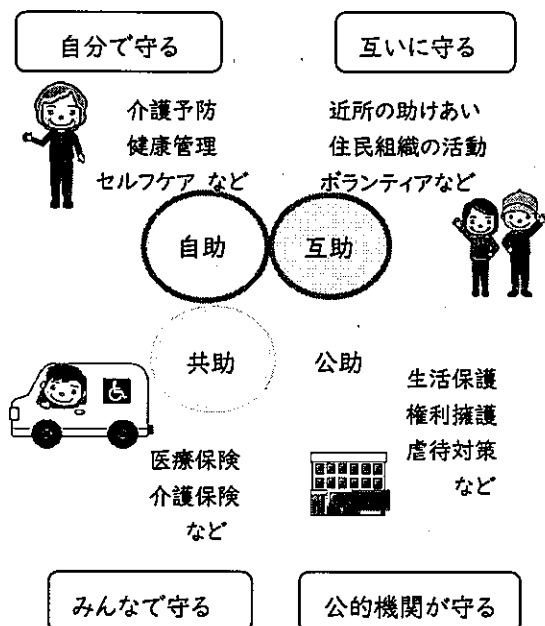 自分で守る
互いに守る
介護予防
健康管理
セルフケア など
近所の助けあい
住民組織の活動
ボランティアなど
自助
互助
共助
公助
医療保険
介護保険
など
生活保護
権利擁護
虐待対策
など
みんなで守る
公的機関が守る